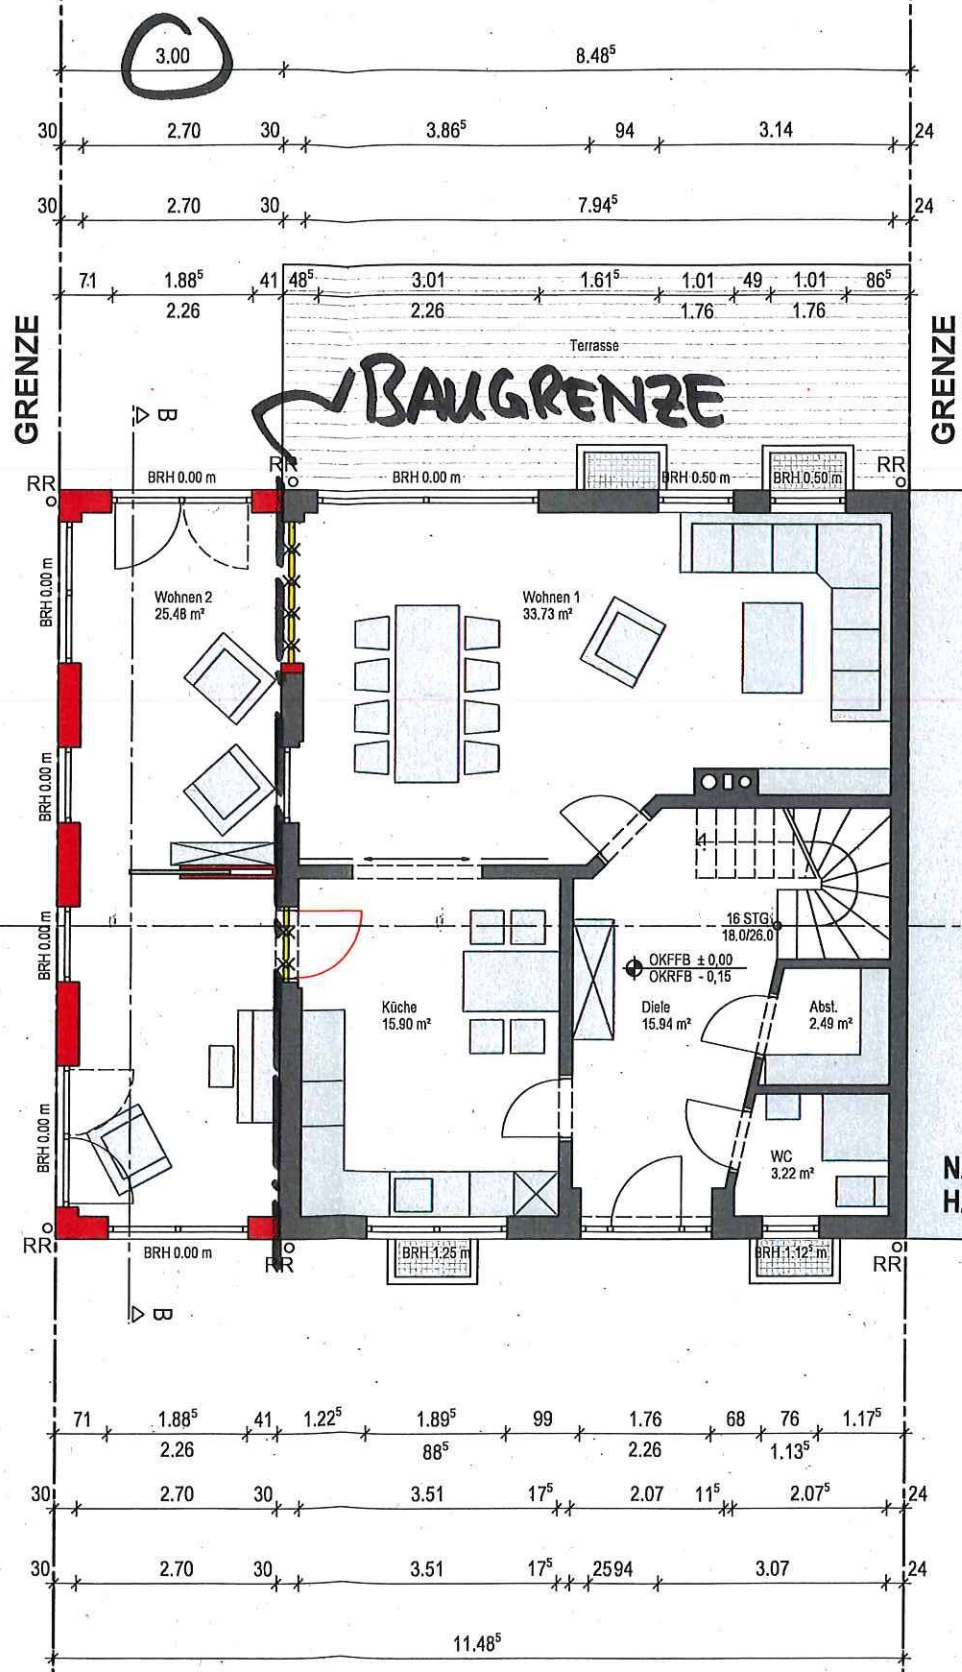 3.00 8.48⁵
30 2.70 30 3.86⁵ 94 3.14 24
30 2.70 30 7.94⁵ 24
71 1.88⁵ 41 48⁵ 3.01 1.61⁵ 1.01 49 1.01 86⁵
2.26 2.26 1.76 1.76
Terrasse
GRENZE
GRENZE
BAUGRENZE
B
RR BRH 0.00 m RR BRH 0.00 m BRH 0.50 m BRH 0.50 m RR
BRH 0.00 m
Wohnen 2
25.48 m²
Wohnen 1
33.73 m²
BRH 0.00 m
BRH 0.00 m
16 STG
18.0/26.0
OKFFB ± 0,00
OKRFB - 0,15
Küche
15.90 m²
Diele
15.94 m²
Abst.
2.49 m²
BRH 0.00 m
WC
3.22 m²
RR BRH 0.00 m RR BRH 1.25 m BRH 1.12⁵ m RR
B
71 1.88⁵ 41 1.22⁵ 1.89⁵ 99 1.76 68 76 1.17⁵
2.26 88⁵ 2.26 1.13⁵
30 2.70 30 3.51 17⁵ 2.07 11⁵ 2.07⁵ 24
30 2.70 30 3.51 17⁵ 2594 3.07 24
11.48⁵